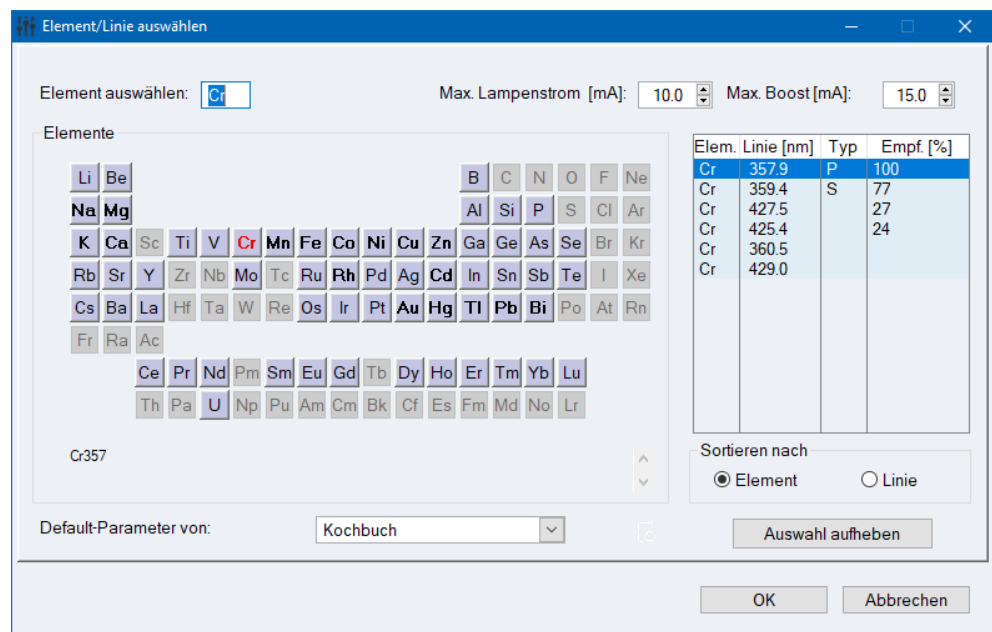 Element/Linie auswählen
Element auswählen: Cr Max. Lampenstrom [mA]: 10.0 Max. Boost [mA]: 15.0
Elemente
Li Be B C N O F Ne
Na Mg Al Si P S Cl Ar
K Ca Sc Ti V Cr Mn Fe Co Ni Cu Zn Ga Ge As Se Br Kr
Rb Sr Y Zr Nb Mo Tc Ru Rh Pd Ag Cd In Sn Sb Te I Xe
Cs Ba La Hf Ta W Re Os Ir Pt Au Hg Tl Pb Bi Po At Rn
Fr Ra Ac
Ce Pr Nd Pm Sm Eu Gd Tb Dy Ho Er Tm Yb Lu
Th Pa U Np Pu Am Cm Bk Cf Es Fm Md No Lr
Cr357
Elem. Linie [nm] Typ Empf. [%]
Cr 357.9 P 100
Cr 359.4 S 77
Cr 427.5 27
Cr 425.4 24
Cr 360.5
Cr 429.0
Sortieren nach
Element Linie
Default-Parameter von: Kochbuch
Auswahl aufheben
OK Abbrechen